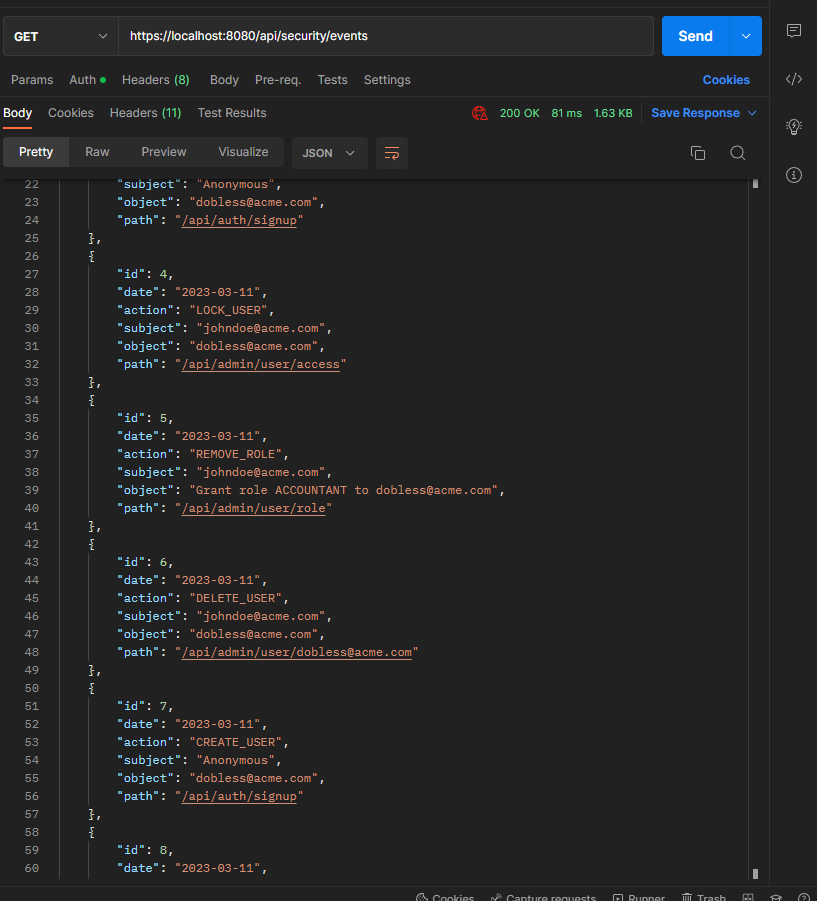 GET https://localhost:8080/api/security/events Send
Params Auth Headers (8) Body Pre-req. Tests Settings Cookies
Body Cookies Headers (11) Test Results 200 OK 81 ms 1.63 KB Save Response
Pretty Raw Preview Visualize JSON
22 "subject": "Anonymous",
23 "object": "dobless@acme.com",
24 "path": "/api/auth/signup"
25 },
26 {
27 "id": 4,
28 "date": "2023-03-11",
29 "action": "LOCK_USER",
30 "subject": "johndoe@acme.com",
31 "object": "dobless@acme.com",
32 "path": "/api/admin/user/access"
33 },
34 {
35 "id": 5,
36 "date": "2023-03-11",
37 "action": "REMOVE_ROLE",
38 "subject": "johndoe@acme.com",
39 "object": "Grant role ACCOUNTANT to dobless@acme.com",
40 "path": "/api/admin/user/role"
41 },
42 {
43 "id": 6,
44 "date": "2023-03-11",
45 "action": "DELETE_USER",
46 "subject": "johndoe@acme.com",
47 "object": "dobless@acme.com",
48 "path": "/api/admin/user/dobless@acme.com"
49 },
50 {
51 "id": 7,
52 "date": "2023-03-11",
53 "action": "CREATE_USER",
54 "subject": "Anonymous",
55 "object": "dobless@acme.com",
56 "path": "/api/auth/signup"
57 },
58 {
59 "id": 8,
60 "date": "2023-03-11",
Cookies Capture requests Runner Trash